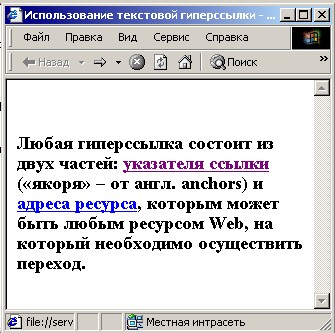 Использование текстовой гиперссылки - ...
Файл Правка Вид Сервис Справка
Назад Поиск »
Любая гиперссылка состоит из
двух частей: указателя ссылки
(«якоря» – от англ. anchors) и
адреса ресурса, которым может
быть любым ресурсом Web, на
который необходимо осуществить
переход.
file://serv Местная интрасеть